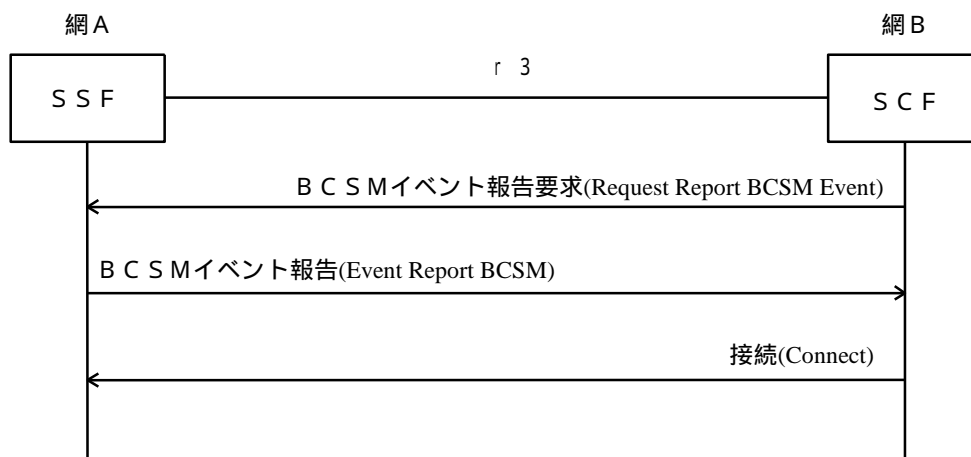 網A 網B
r 3
SSF SCF
BCSMイベント報告要求(Request Report BCSM Event)
BCSMイベント報告(Event Report BCSM)
接続(Connect)